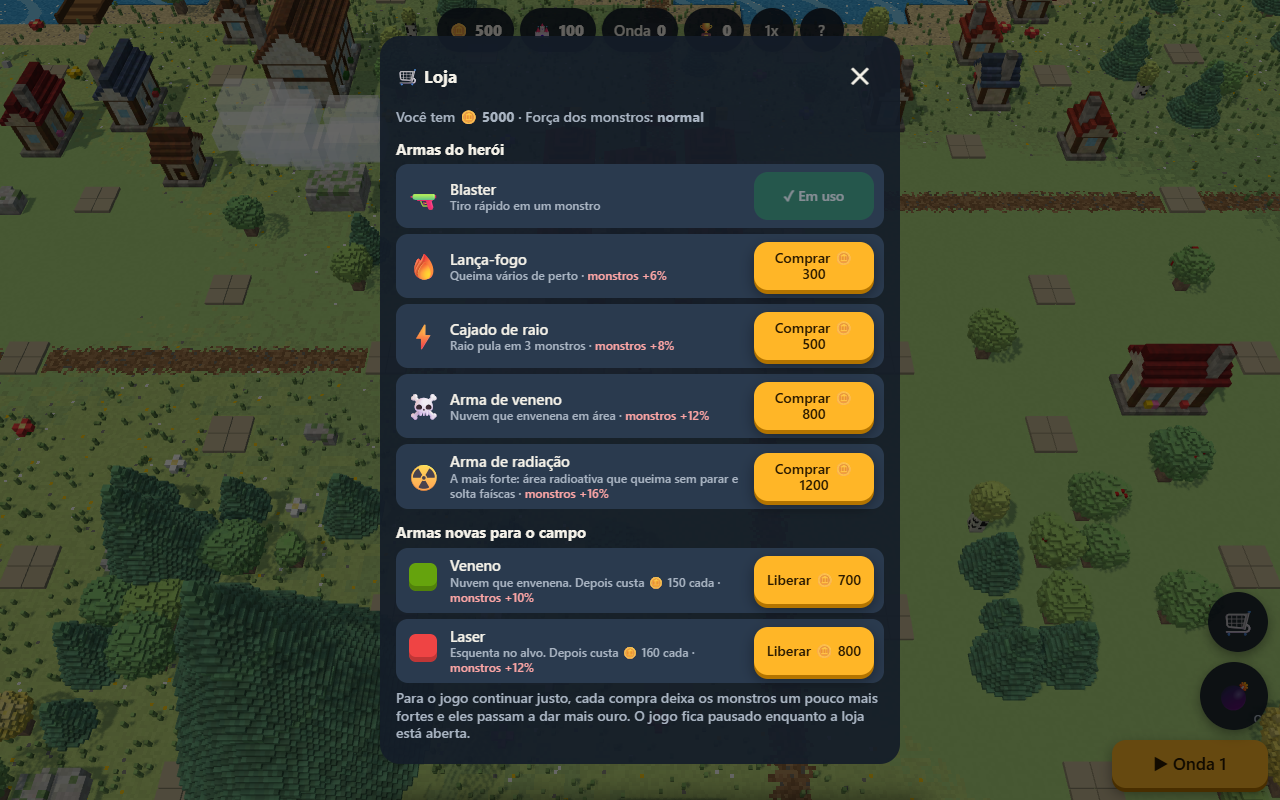 500
100
Onda 0
0
1x
?
Loja
Você tem 5000 · Força dos monstros: normal
Armas do herói
Blaster
Tiro rápido em um monstro
✓ Em uso
Lança-fogo
Queima vários de perto · monstros +6%
Comprar
300
Cajado de raio
Raio pula em 3 monstros · monstros +8%
Comprar
500
Arma de veneno
Nuvem que envenena em área · monstros +12%
Comprar
800
Arma de radiação
A mais forte: área radioativa que queima sem parar e
solta faíscas · monstros +16%
Comprar
1200
Armas novas para o campo
Veneno
Nuvem que envenena. Depois custa 150 cada ·
monstros +10%
Liberar 700
Laser
Esquenta no alvo. Depois custa 160 cada ·
monstros +12%
Liberar 800
Para o jogo continuar justo, cada compra deixa os monstros um pouco mais
fortes e eles passam a dar mais ouro. O jogo fica pausado enquanto a loja
está aberta.
▶ Onda 1